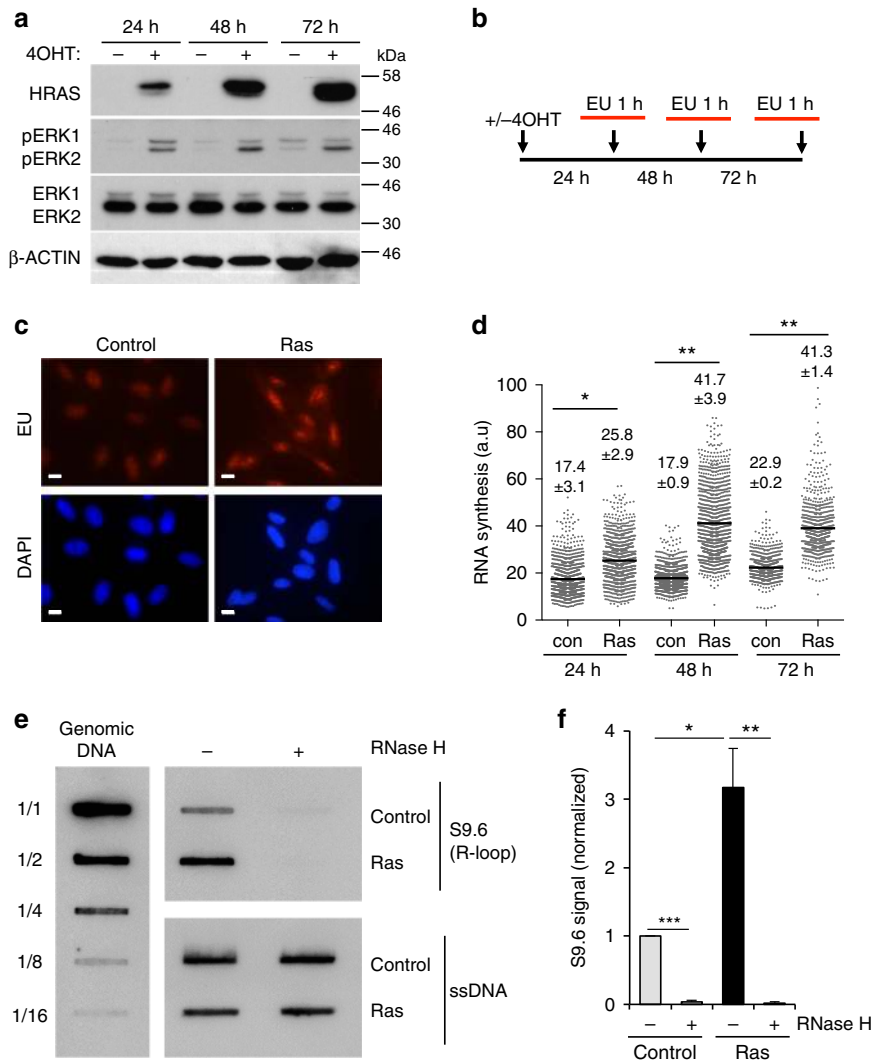 a
24 h 48 h 72 h
4OHT: – + – + – + kDa
HRAS
58
46
pERK1
pERK2
46
30
ERK1
ERK2
46
30
β-ACTIN
46
b
+/–4OHT
EU 1 h EU 1 h EU 1 h
24 h 48 h 72 h
c
Control Ras
EU
DAPI
d
RNA synthesis (a.u)
100
80
60
40
20
0
*
**
**
17.4
±3.1
25.8
±2.9
17.9
±0.9
41.7
±3.9
22.9
±0.2
41.3
±1.4
con Ras con Ras con Ras
24 h 48 h 72 h
e
Genomic
DNA
– + RNase H
1/1
1/2
1/4
1/8
1/16
Control
Ras
S9.6
(R-loop)
Control
Ras
ssDNA
f
S9.6 signal (normalized)
4
3
2
1
0
* **
***
– + – + RNase H
Control Ras